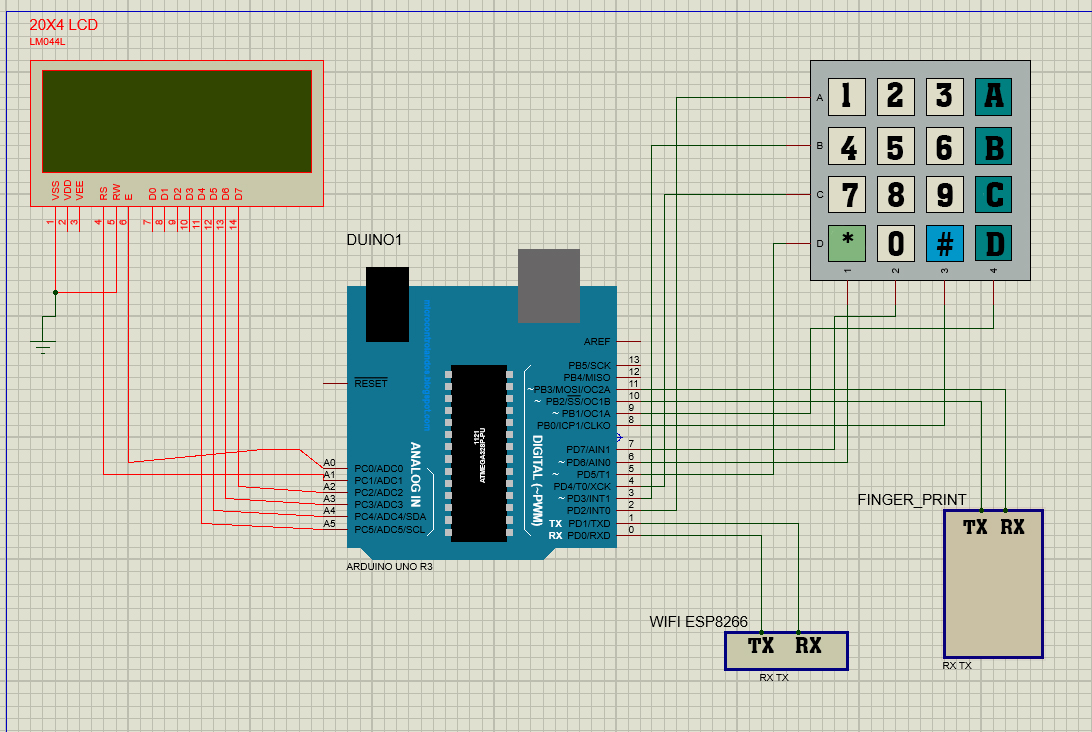 20X4 LCD
LM044L
VSS VDD VEE RS RW E D0 D1 D2 D3 D4 D5 D6 D7
1 2 3 4 5 6 7 8 9 10 11 12 13 14
A 1 2 3 A
B 4 5 6 B
C 7 8 9 C
D * 0 # D
1 2 3 4
DUINO1
microcontrolandos.blogspot.com
AREF
RESET
PB5/SCK 13
PB4/MISO 12
~PB3/MOSI/OC2A 11
~ PB2/SS/OC1B 10
~ PB1/OC1A 9
PB0/ICP1/CLKO 8
1121
ATMEGA328P-PU
ANALOG IN
DIGITAL (~PWM)
PD7/AIN1 7
~ PD6/AIN0 6
~ PD5/T1 5
PD4/T0/XCK 4
~ PD3/INT1 3
PD2/INT0 2
TX PD1/TXD 1
RX PD0/RXD 0
A0 PC0/ADC0
A1 PC1/ADC1
A2 PC2/ADC2
A3 PC3/ADC3
A4 PC4/ADC4/SDA
A5 PC5/ADC5/SCL
ARDUINO UNO R3
FINGER_PRINT
TX RX
RX TX
WIFI ESP8266
TX RX
RX TX